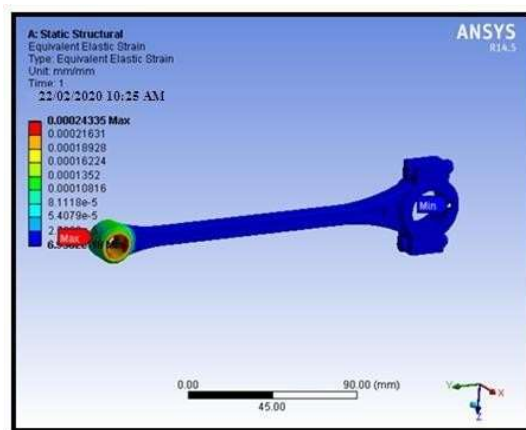 A: Static Structural
Equivalent Elastic Strain
Type: Equivalent Elastic Strain
Unit: mm/mm
Time: 1
22/02/2020 10:25 AM
ANSYS
R14.5
0.00024335 Max
0.00021631
0.00018928
0.00016224
0.0001352
0.00010816
8.1118e-5
5.4079e-5
Max
Min
0.00
90.00 (mm)
45.00
Y
X
Z